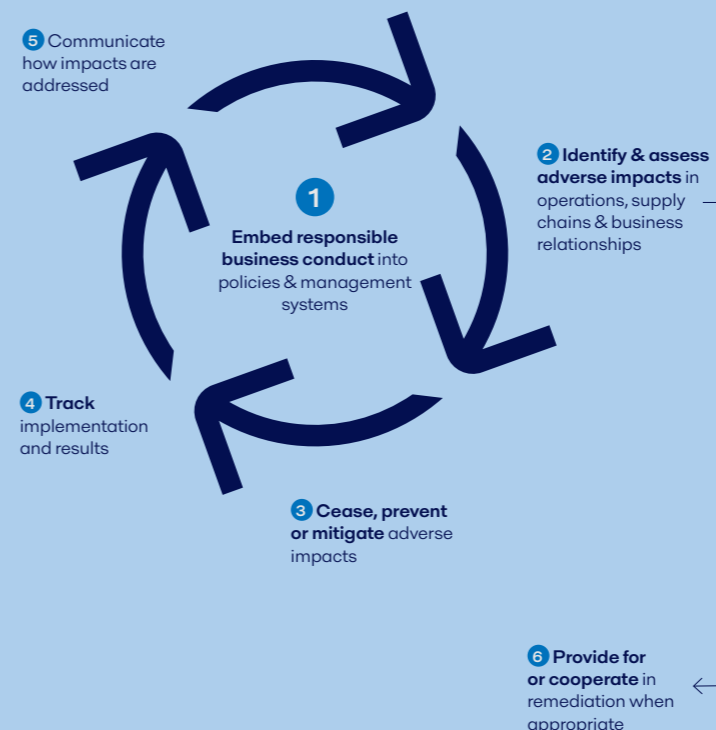 5 Communicate
how impacts are
addressed
2 Identify & assess
adverse impacts in
operations, supply
chains & business
relationships
1
Embed responsible
business conduct into
policies & management
systems
4 Track
implementation
and results
3 Cease, prevent
or mitigate adverse
impacts
6 Provide for
or cooperate in
remediation when
appropriate